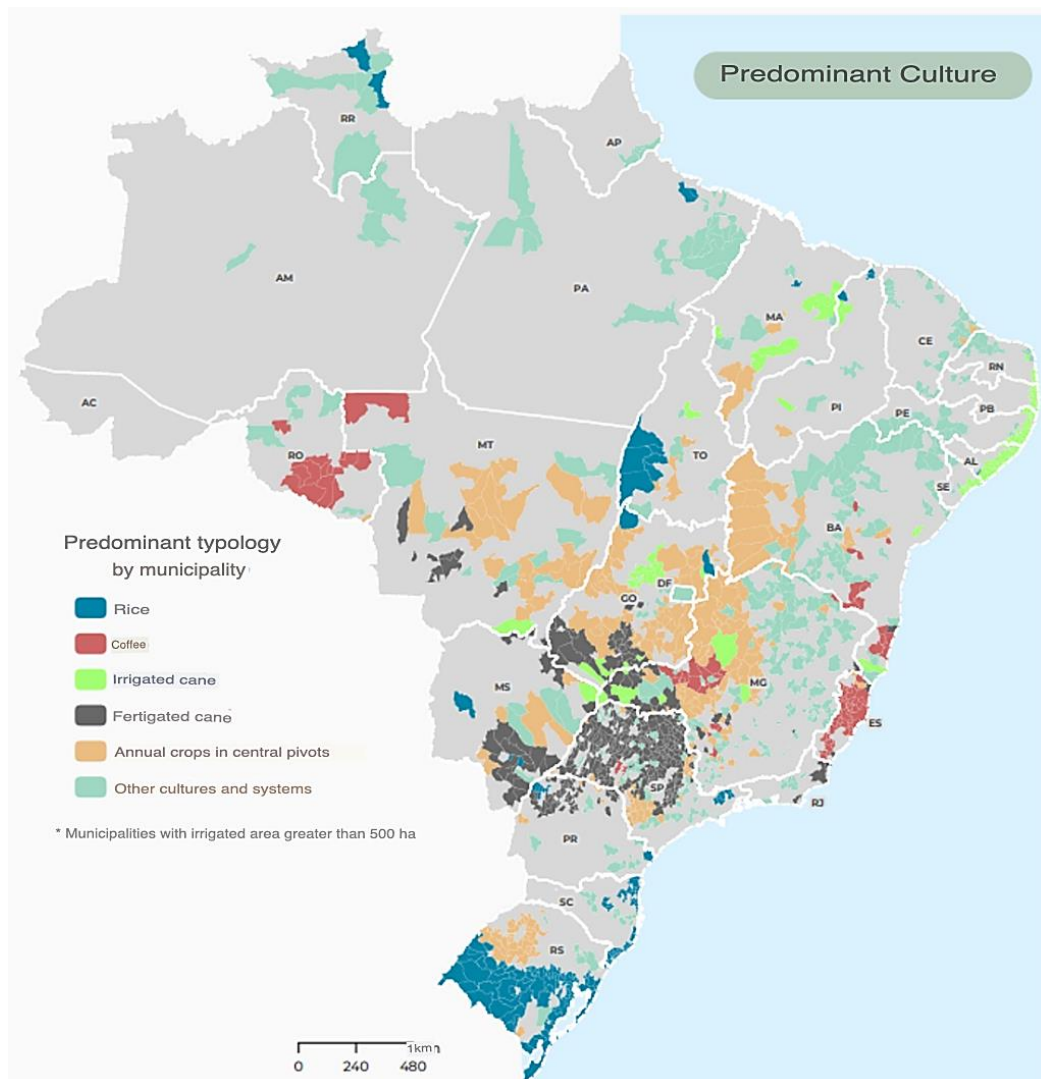 Predominant Culture
RR
AP
AM
PA
MA
CE
RN
PB
PE
PI
AL
SE
AC
RO
MT
TO
BA
GO
DF
MG
MS
ES
SP
RJ
PR
SC
RS
Predominant typology
by municipality
Rice
Coffee
Irrigated cane
Fertigated cane
Annual crops in central pivots
Other cultures and systems
* Municipalities with irrigated area greater than 500 ha
1km
0 240 480